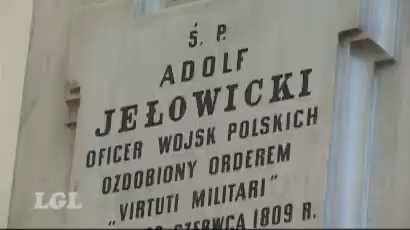 Ś. P.
ADOLF
JEŁOWICKI
OFICER WOJSK POLSKICH
OZDOBIONY ORDEREM
"VIRTUTI MILITARI"
CZERWCA 1809 R.
LGL